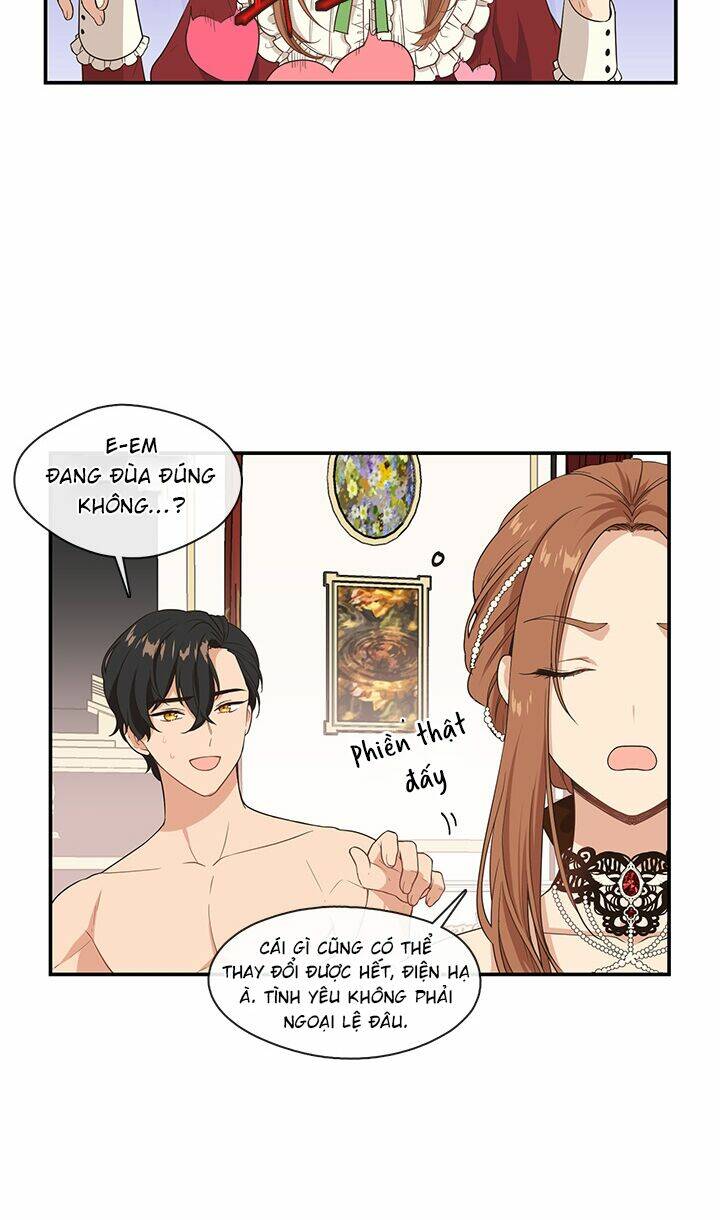 E-EM
ĐANG ĐÙA ĐÚNG
KHÔNG...?
Phiền thật
đấy
CÁI GÌ CŨNG CÓ THỂ
THAY ĐỔI ĐƯỢC HẾT, ĐIỆN HẠ
À. TÌNH YÊU KHÔNG PHẢI
NGOẠI LỆ ĐÂU.